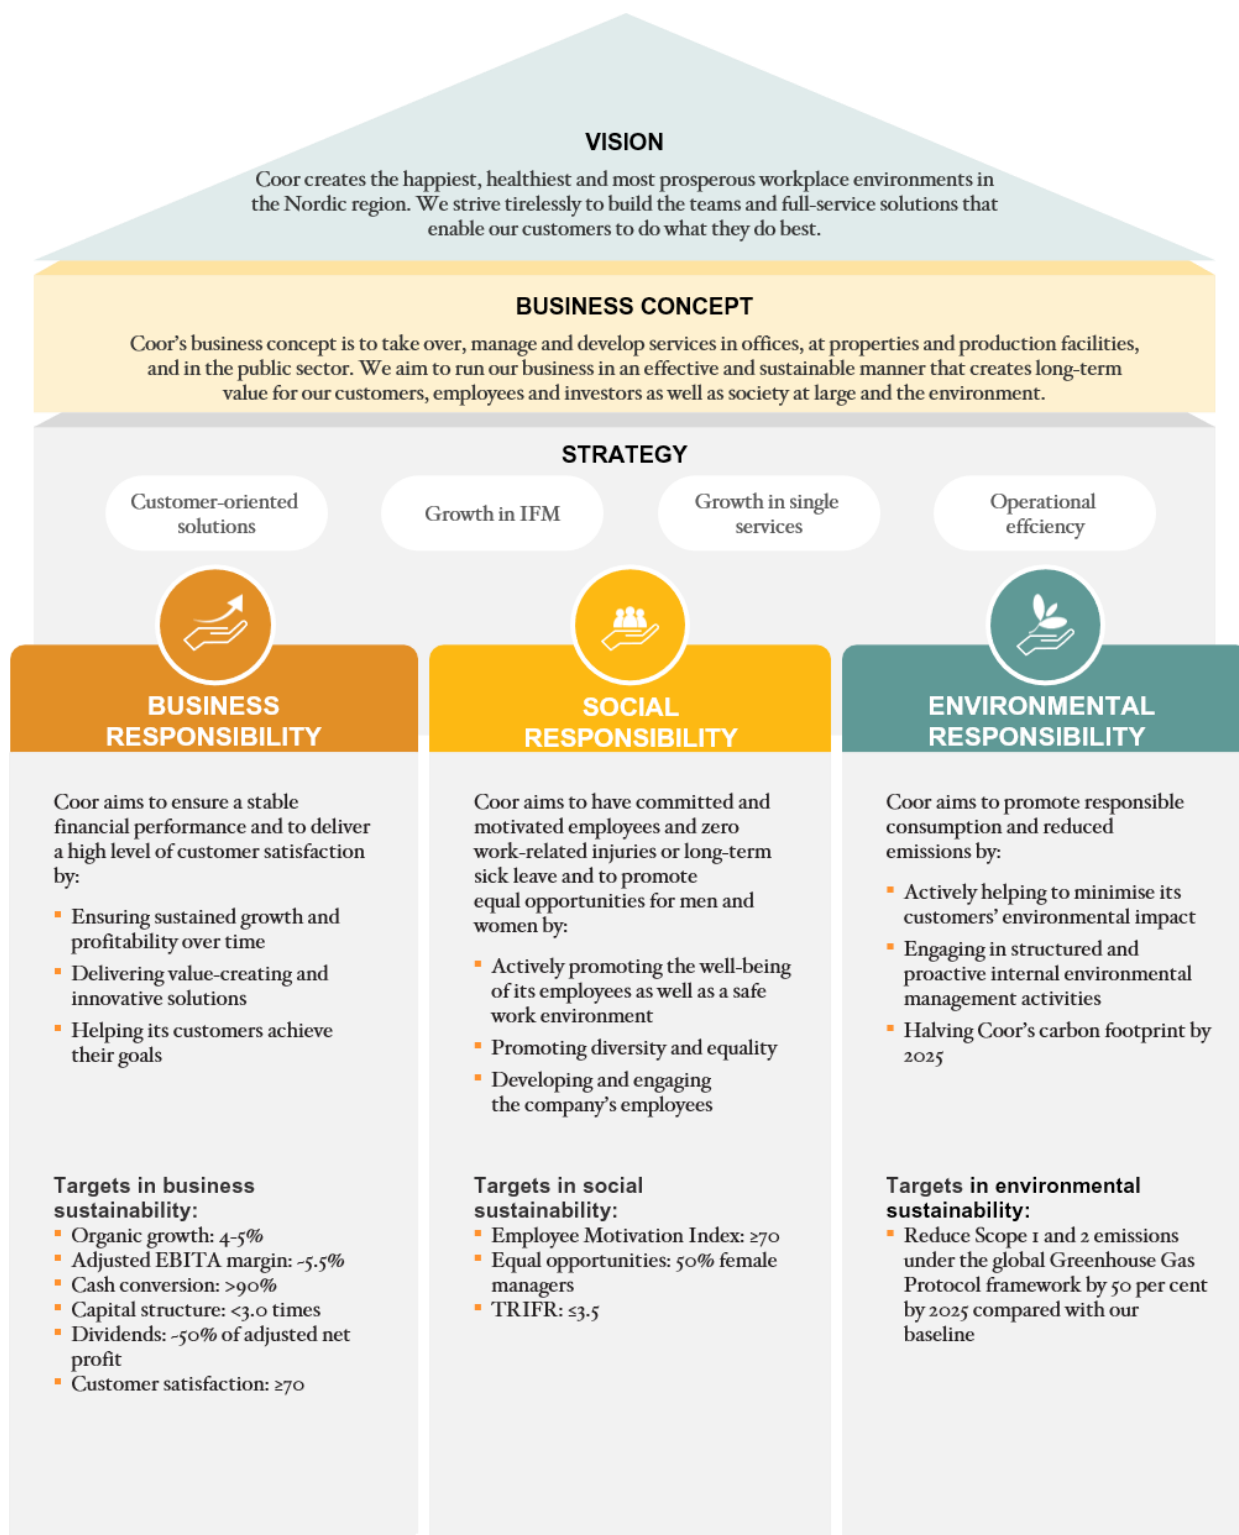 VISION
Coor creates the happiest, healthiest and most prosperous workplace environments in
the Nordic region. We strive tirelessly to build the teams and full-service solutions that
enable our customers to do what they do best.
BUSINESS CONCEPT
Coor's business concept is to take over, manage and develop services in offices, at properties and production facilities,
and in the public sector. We aim to run our business in an effective and sustainable manner that creates long-term
value for our customers, employees and investors as well as society at large and the environment.
STRATEGY
Customer-oriented
solutions
Growth in IFM
Growth in single
services
Operational
effciency
BUSINESS
RESPONSIBILITY
Coor aims to ensure a stable
financial performance and to deliver
a high level of customer satisfaction
by:
▪ Ensuring sustained growth and
profitability over time
▪ Delivering value-creating and
innovative solutions
▪ Helping its customers achieve
their goals
Targets in business
sustainability:
▪ Organic growth: 4-5%
▪ Adjusted EBITA margin: ~5.5%
▪ Cash conversion: >90%
▪ Capital structure: <3.0 times
▪ Dividends: ~50% of adjusted net
profit
▪ Customer satisfaction: ≥70
SOCIAL
RESPONSIBILITY
Coor aims to have committed and
motivated employees and zero
work-related injuries or long-term
sick leave and to promote
equal opportunities for men and
women by:
▪ Actively promoting the well-being
of its employees as well as a safe
work environment
▪ Promoting diversity and equality
▪ Developing and engaging
the company's employees
Targets in social
sustainability:
▪ Employee Motivation Index: ≥70
▪ Equal opportunities: 50% female
managers
▪ TRIFR: ≤3.5
ENVIRONMENTAL
RESPONSIBILITY
Coor aims to promote responsible
consumption and reduced
emissions by:
▪ Actively helping to minimise its
customers' environmental impact
▪ Engaging in structured and
proactive internal environmental
management activities
▪ Halving Coor's carbon footprint by
2025
Targets in environmental
sustainability:
▪ Reduce Scope 1 and 2 emissions
under the global Greenhouse Gas
Protocol framework by 50 per cent
by 2025 compared with our
baseline